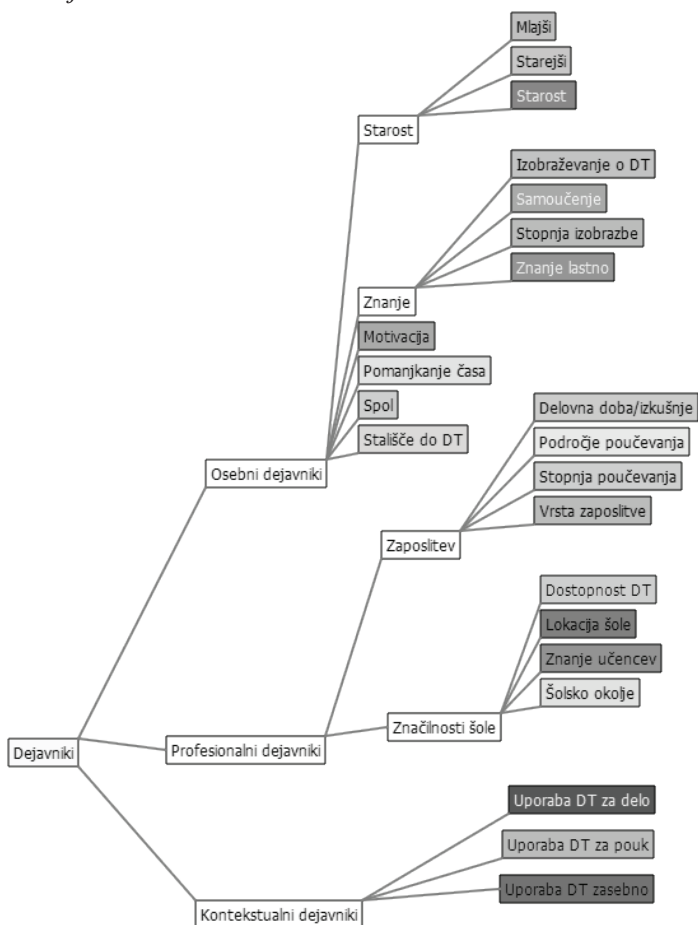 Mlajši
Starejši
Starost
Starost
Izobraževanje o DT
Samoučenje
Stopnja izobrazbe
Znanje lastno
Znanje
Motivacija
Pomanjkanje časa
Spol
Stališče do DT
Osebni dejavniki
Delovna doba/izkušnje
Področje poučevanja
Stopnja poučevanja
Vrsta zaposlitve
Zaposlitev
Dostopnost DT
Lokacija šole
Znanje učencev
Šolsko okolje
Značilnosti šole
Profesionalni dejavniki
Dejavniki
Uporaba DT za delo
Uporaba DT za pouk
Uporaba DT zasebno
Kontekstualni dejavniki